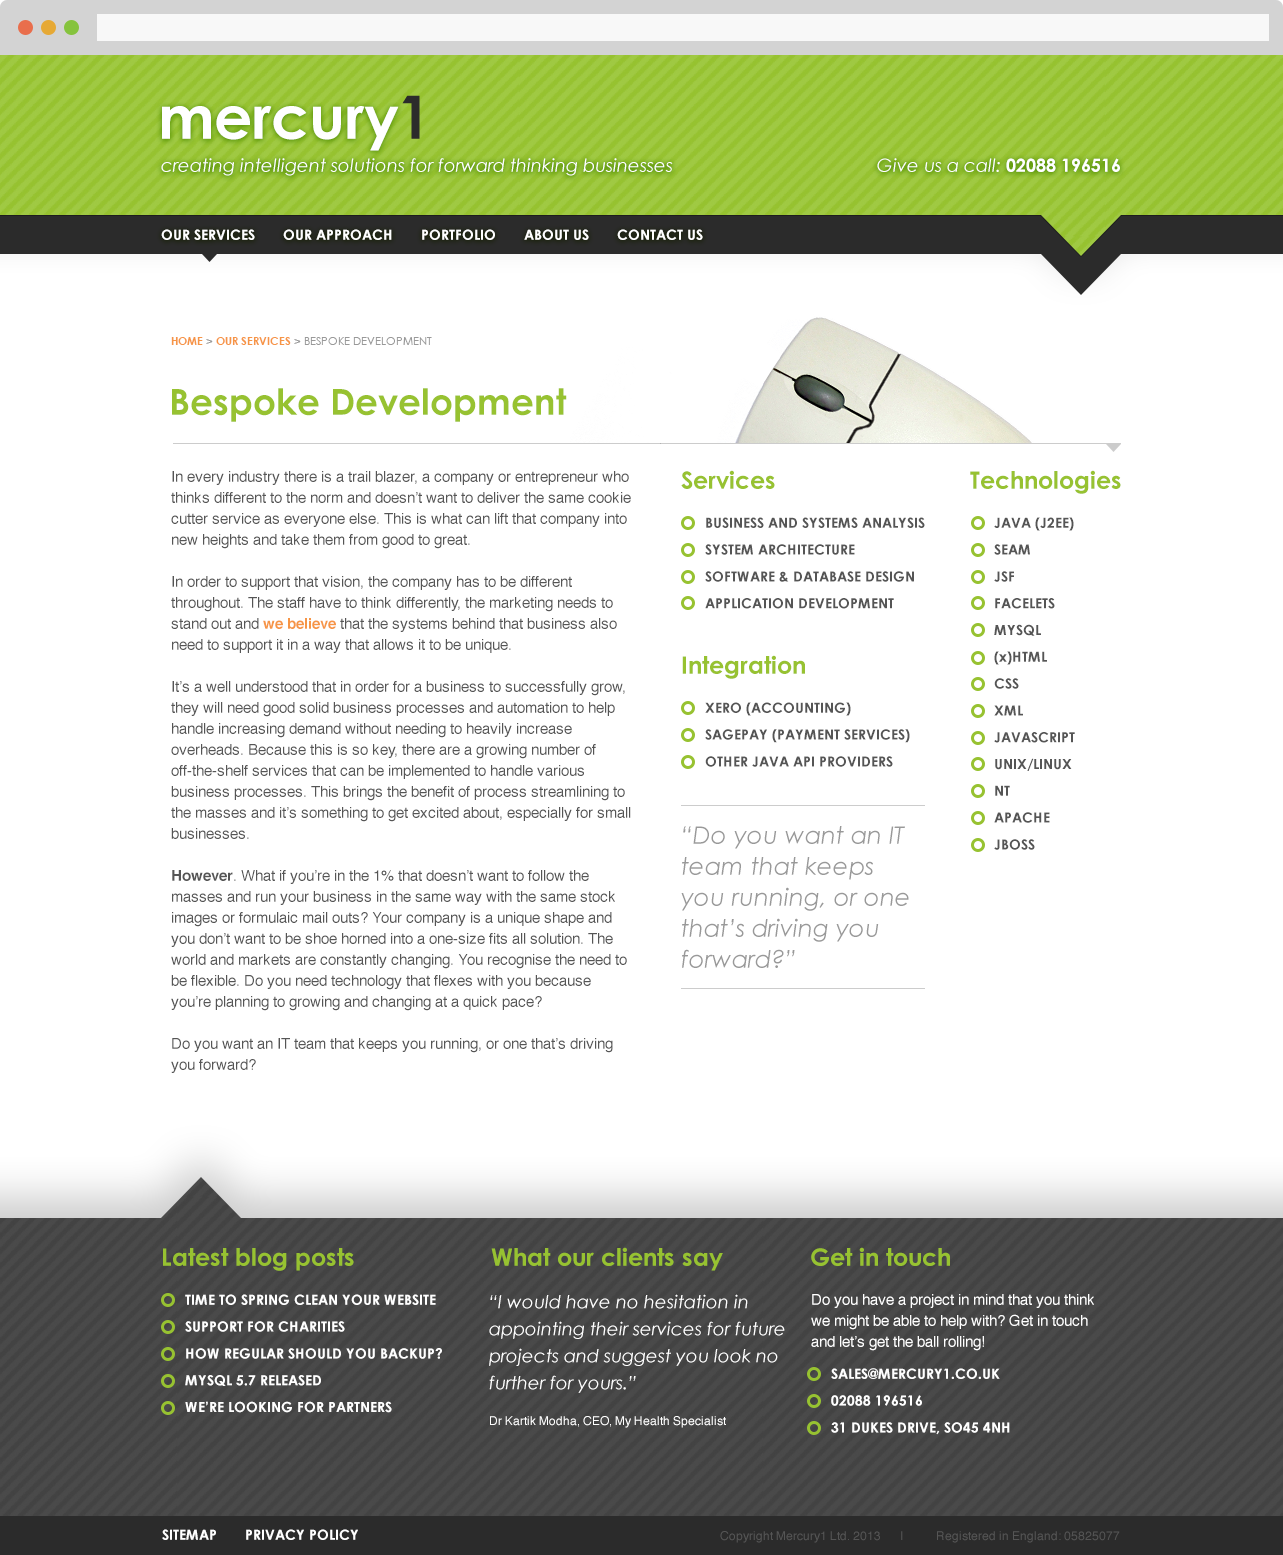 mercury1
creating intelligent solutions for forward thinking businesses
Give us a call: 02088 196516
OUR SERVICES
OUR APPROACH
PORTFOLIO
ABOUT US
CONTACT US
HOME > OUR SERVICES > BESPOKE DEVELOPMENT
Bespoke Development
In every industry there is a trail blazer, a company or entrepreneur who
thinks different to the norm and doesn’t want to deliver the same cookie
cutter service as everyone else. This is what can lift that company into
new heights and take them from good to great.
In order to support that vision, the company has to be different
throughout. The staff have to think differently, the marketing needs to
stand out and we believe that the systems behind that business also
need to support it in a way that allows it to be unique.
It’s a well understood that in order for a business to successfully grow,
they will need good solid business processes and automation to help
handle increasing demand without needing to heavily increase
overheads. Because this is so key, there are a growing number of
off-the-shelf services that can be implemented to handle various
business processes. This brings the benefit of process streamlining to
the masses and it’s something to get excited about, especially for small
businesses.
However. What if you’re in the 1% that doesn’t want to follow the
masses and run your business in the same way with the same stock
images or formulaic mail outs? Your company is a unique shape and
you don’t want to be shoe horned into a one-size fits all solution. The
world and markets are constantly changing. You recognise the need to
be flexible. Do you need technology that flexes with you because
you’re planning to growing and changing at a quick pace?
Do you want an IT team that keeps you running, or one that’s driving
you forward?
Services
BUSINESS AND SYSTEMS ANALYSIS
SYSTEM ARCHITECTURE
SOFTWARE & DATABASE DESIGN
APPLICATION DEVELOPMENT
Integration
XERO (ACCOUNTING)
SAGEPAY (PAYMENT SERVICES)
OTHER JAVA API PROVIDERS
“Do you want an IT
team that keeps
you running, or one
that’s driving you
forward?”
Technologies
JAVA (J2EE)
SEAM
JSF
FACELETS
MYSQL
(x)HTML
CSS
XML
JAVASCRIPT
UNIX/LINUX
NT
APACHE
JBOSS
Latest blog posts
TIME TO SPRING CLEAN YOUR WEBSITE
SUPPORT FOR CHARITIES
HOW REGULAR SHOULD YOU BACKUP?
MYSQL 5.7 RELEASED
WE’RE LOOKING FOR PARTNERS
What our clients say
“I would have no hesitation in
appointing their services for future
projects and suggest you look no
further for yours.”
Dr Kartik Modha, CEO, My Health Specialist
Get in touch
Do you have a project in mind that you think
we might be able to help with? Get in touch
and let’s get the ball rolling!
SALES@MERCURY1.CO.UK
02088 196516
31 DUKES DRIVE, SO45 4NH
SITEMAP
PRIVACY POLICY
Copyright Mercury1 Ltd. 2013 | Registered in England: 05825077